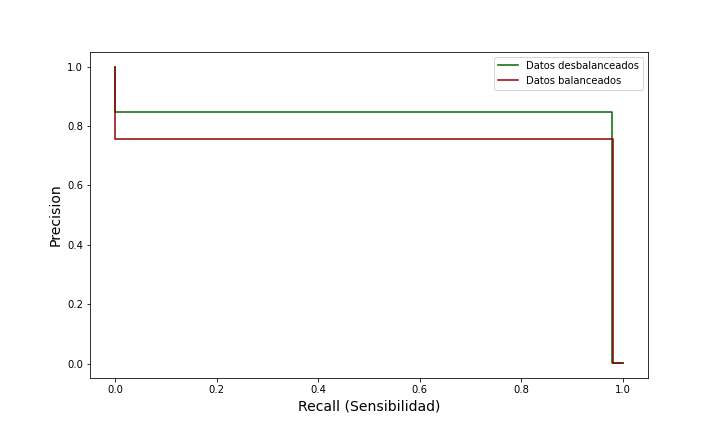 Datos desbalanceados
Datos balanceados
1.0
0.8
0.6
0.4
0.2
0.0
Precision
0.0 0.2 0.4 0.6 0.8 1.0
Recall (Sensibilidad)